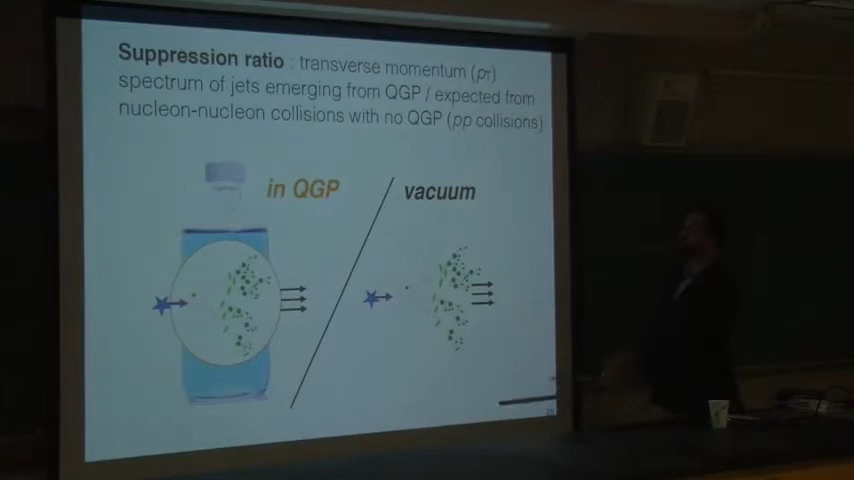 Suppression ratio : transverse momentum (pT)
spectrum of jets emerging from QGP / expected from
nucleon-nucleon collisions with no QGP (pp collisions)
in QGP
vacuum